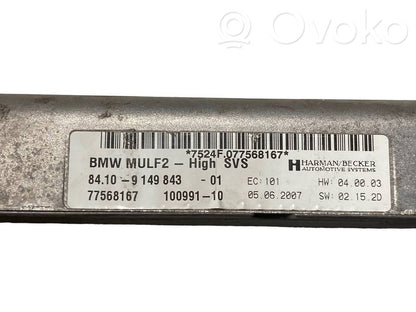 Ovoko
*7524F.077568167*
BMW MULF2 – High SVS
HARMAN/BECKER
AUTOMOTIVE SYSTEMS
84.10 – 9 149 843 – 01 EC: 101 HW: 04.00.03
77568167 100991–10 05.06.2007 SW: 02.15.2D